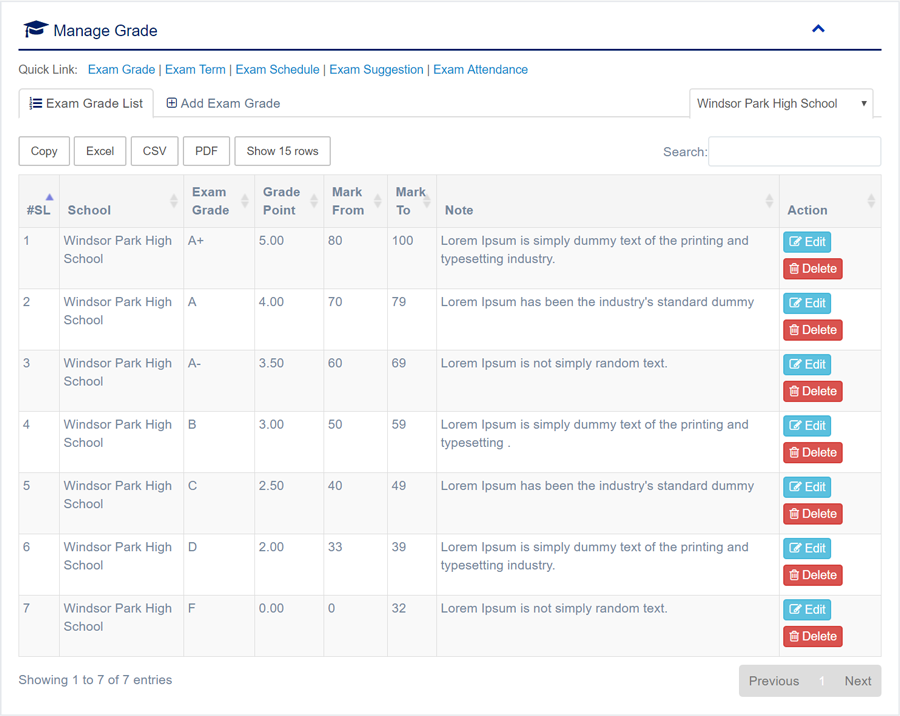 Manage Grade
Quick Link: Exam Grade | Exam Term | Exam Schedule | Exam Suggestion | Exam Attendance
Exam Grade List Add Exam Grade Windsor Park High School
Copy Excel CSV PDF Show 15 rows Search:
#SL School Exam Grade Grade Point Mark From Mark To Note Action
1 Windsor Park High School A+ 5.00 80 100 Lorem Ipsum is simply dummy text of the printing and typesetting industry. Edit Delete
2 Windsor Park High School A 4.00 70 79 Lorem Ipsum has been the industry's standard dummy Edit Delete
3 Windsor Park High School A- 3.50 60 69 Lorem Ipsum is not simply random text. Edit Delete
4 Windsor Park High School B 3.00 50 59 Lorem Ipsum is simply dummy text of the printing and typesetting . Edit Delete
5 Windsor Park High School C 2.50 40 49 Lorem Ipsum has been the industry's standard dummy Edit Delete
6 Windsor Park High School D 2.00 33 39 Lorem Ipsum is simply dummy text of the printing and typesetting industry. Edit Delete
7 Windsor Park High School F 0.00 0 32 Lorem Ipsum is not simply random text. Edit Delete
Showing 1 to 7 of 7 entries Previous 1 Next